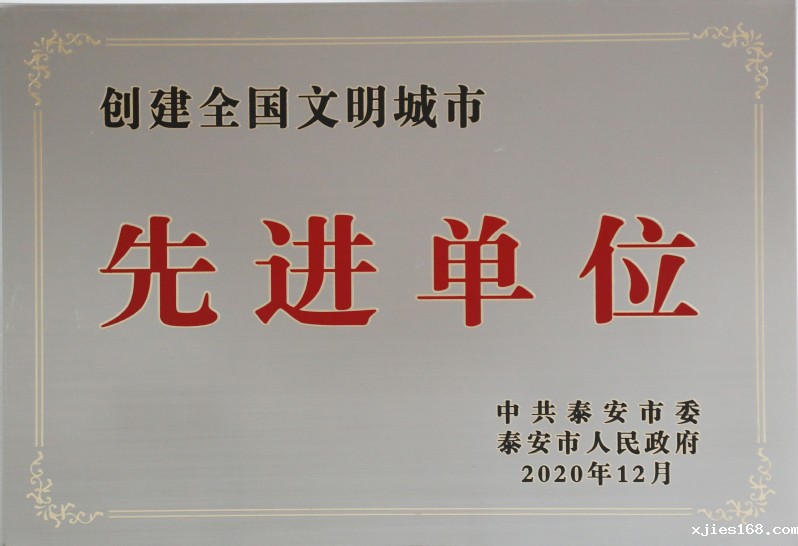 创建全国文明城市
先进单位
中共泰安市委
泰安市人民政府
2020年12月
xjies168.com